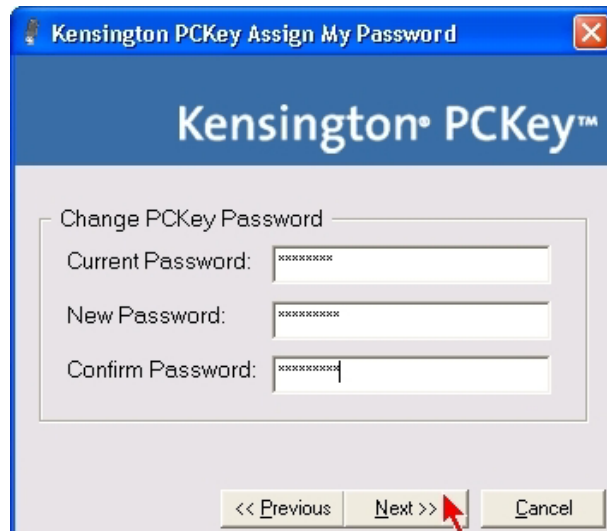 Kensington PCKey Assign My Password
Kensington® PCKey™
Change PCKey Password
Current Password: ××××××××
New Password: ×××××××××
Confirm Password: ×××××××××
<< Previous Next >> Cancel